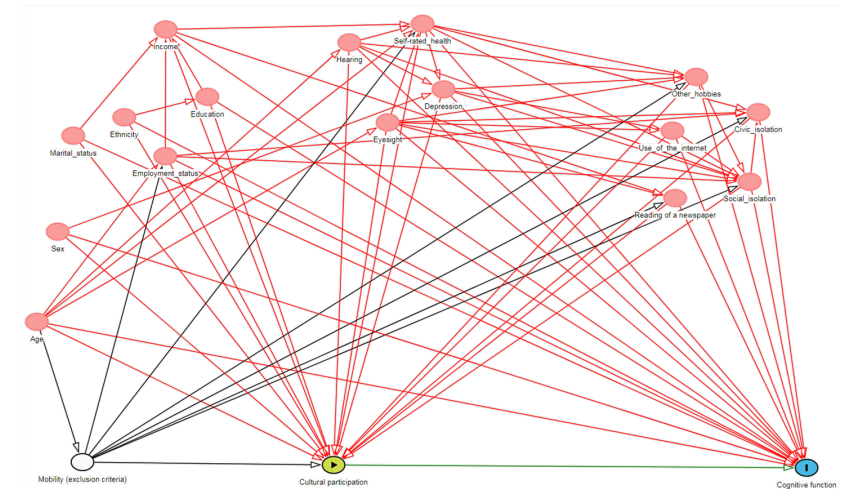 Income
Self-rated_health
Hearing
Other_hobbies
Depression
Education
Civic_isolation
Ethnicity
Eyesight
Use_of_the_internet
Marital_status
Employment_status
Social_isolation
Reading of a newspaper
Sex
Age
Mobility (exclusion criteria)
Cultural participation
Cognitive function